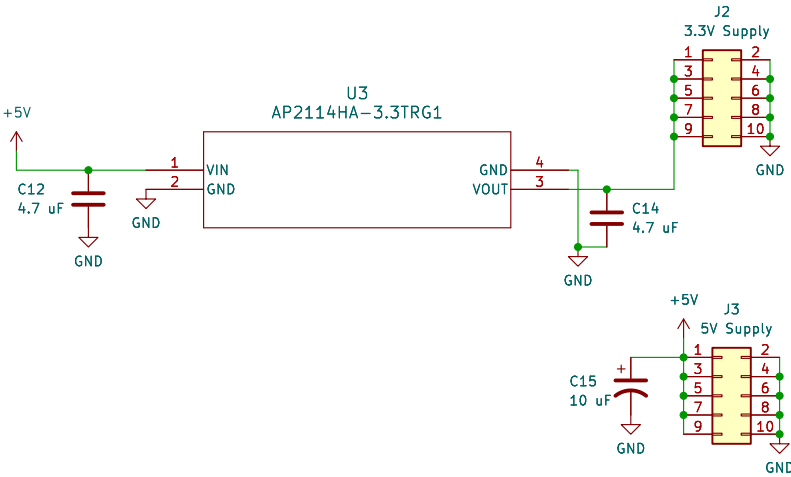 J2
3.3V Supply
1 2
3 4
5 6
7 8
9 10
GND
U3
AP2114HA-3.3TRG1
+5V
1 VIN
2 GND
GND 4
VOUT 3
C12
4.7 uF
GND
GND
C14
4.7 uF
GND
+5V
J3
5V Supply
1 2
3 4
5 6
7 8
9 10
+
C15
10 uF
GND
GND